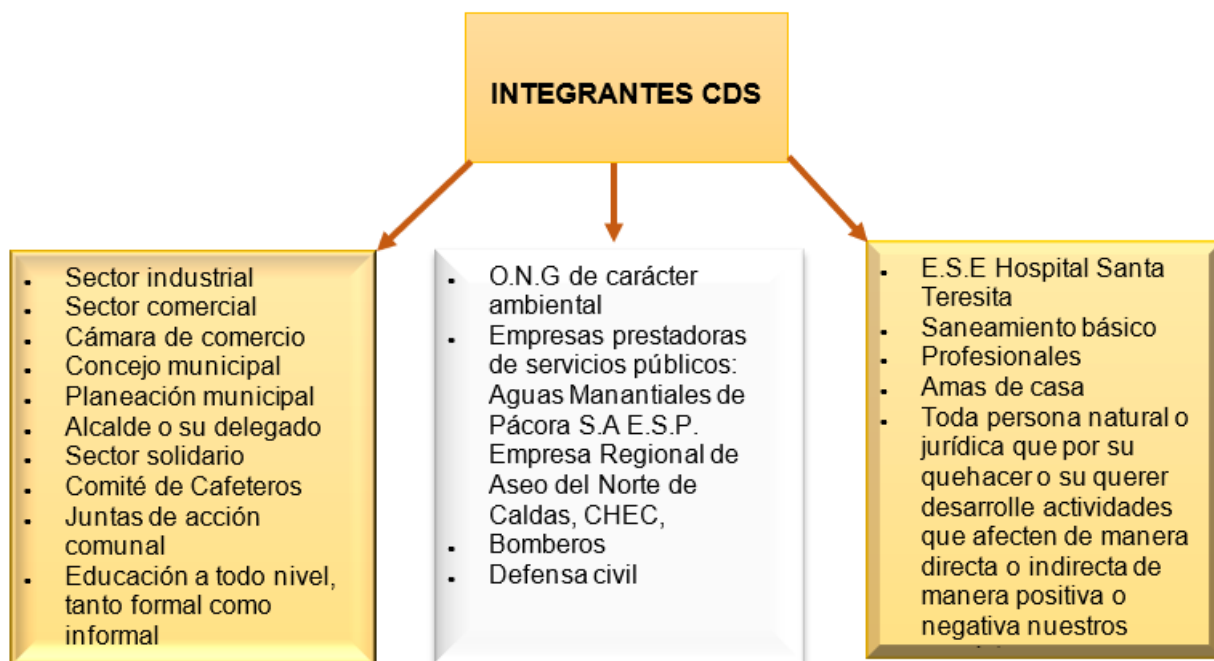 INTEGRANTES CDS
Sector industrial
Sector comercial
Cámara de comercio
Concejo municipal
Planeación municipal
Alcalde o su delegado
Sector solidario
Comité de Cafeteros
Juntas de acción
comunal
Educación a todo nivel,
tanto formal como
informal
O.N.G de carácter
ambiental
Empresas prestadoras
de servicios públicos:
Aguas Manantiales de
Pácora S.A E.S.P.
Empresa Regional de
Aseo del Norte de
Caldas, CHEC,
Bomberos
Defensa civil
E.S.E Hospital Santa
Teresita
Saneamiento básico
Profesionales
Amas de casa
Toda persona natural o
jurídica que por su
quehacer o su querer
desarrolle actividades
que afecten de manera
directa o indirecta de
manera positiva o
negativa nuestros